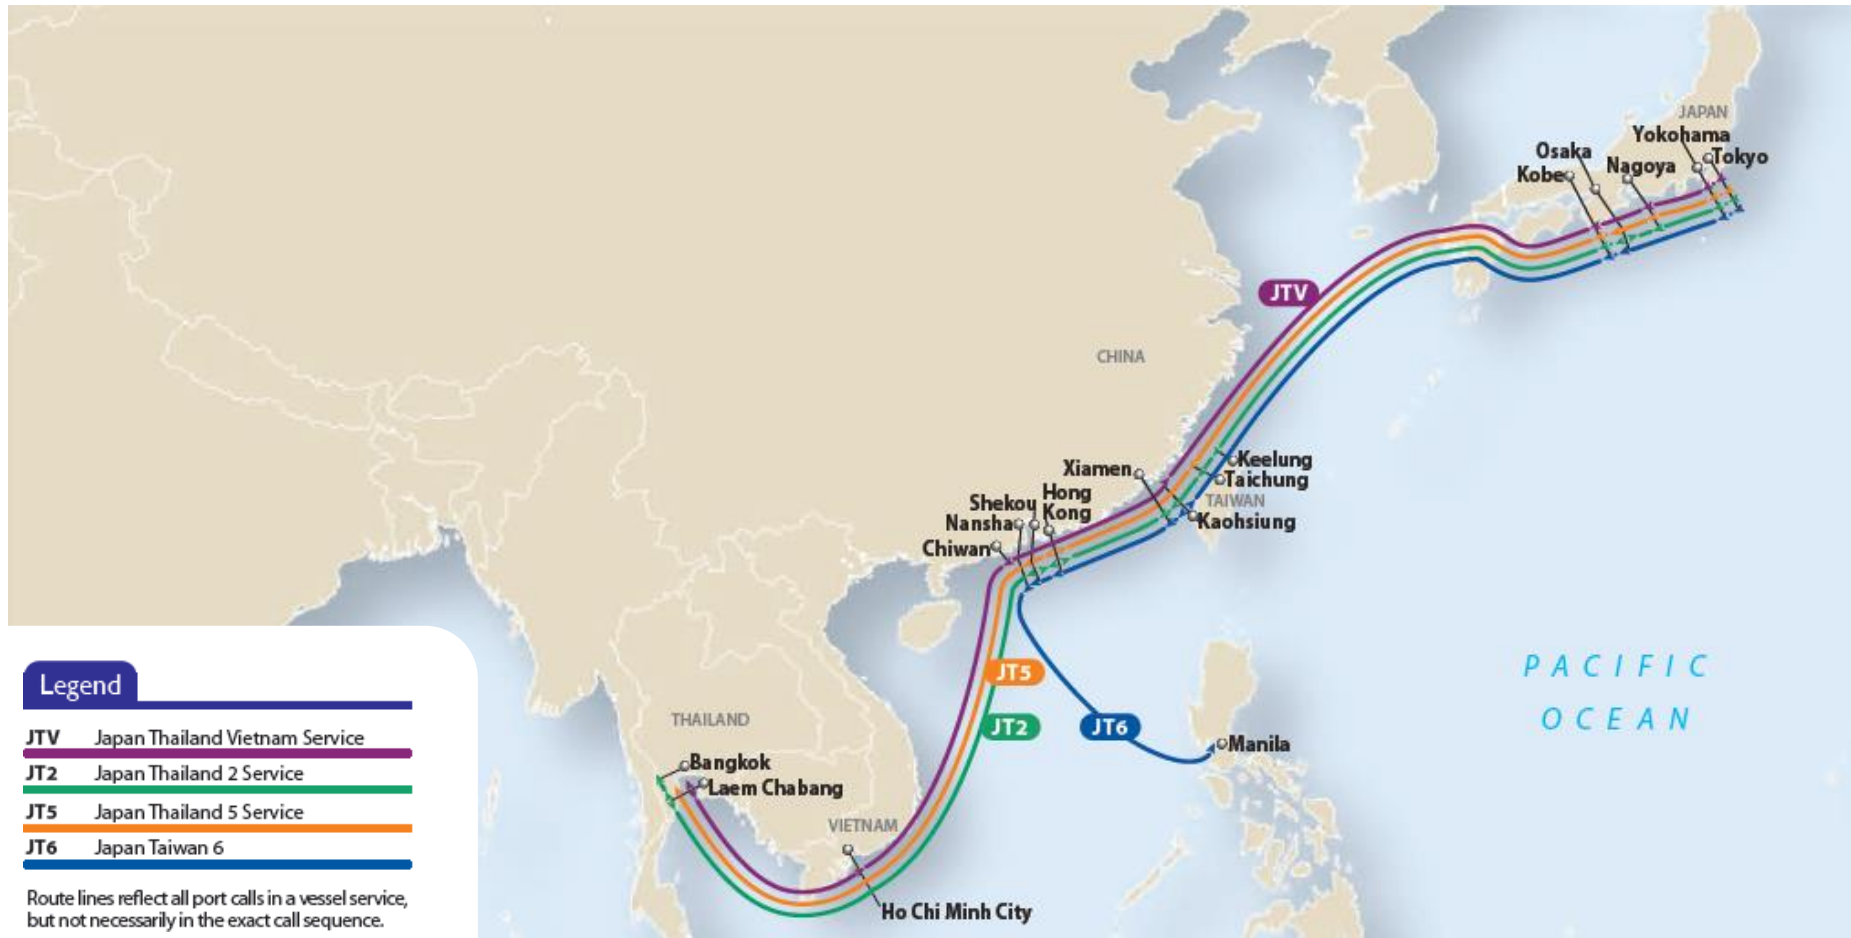 JAPAN
Yokohama
Osaka
Tokyo
Kobe
Nagoya
JTV
CHINA
Xiamen
Keelung
Taichung
TAIWAN
Kaohsiung
Hong
Kong
Shekou
Nansha
Chiwan
JT5
JT2
JT6
Manila
PACIFIC
OCEAN
THAILAND
Bangkok
Laem Chabang
VIETNAM
Ho Chi Minh City
Legend
JTV Japan Thailand Vietnam Service
JT2 Japan Thailand 2 Service
JT5 Japan Thailand 5 Service
JT6 Japan Taiwan 6
Route lines reflect all port calls in a vessel service,
but not necessarily in the exact call sequence.